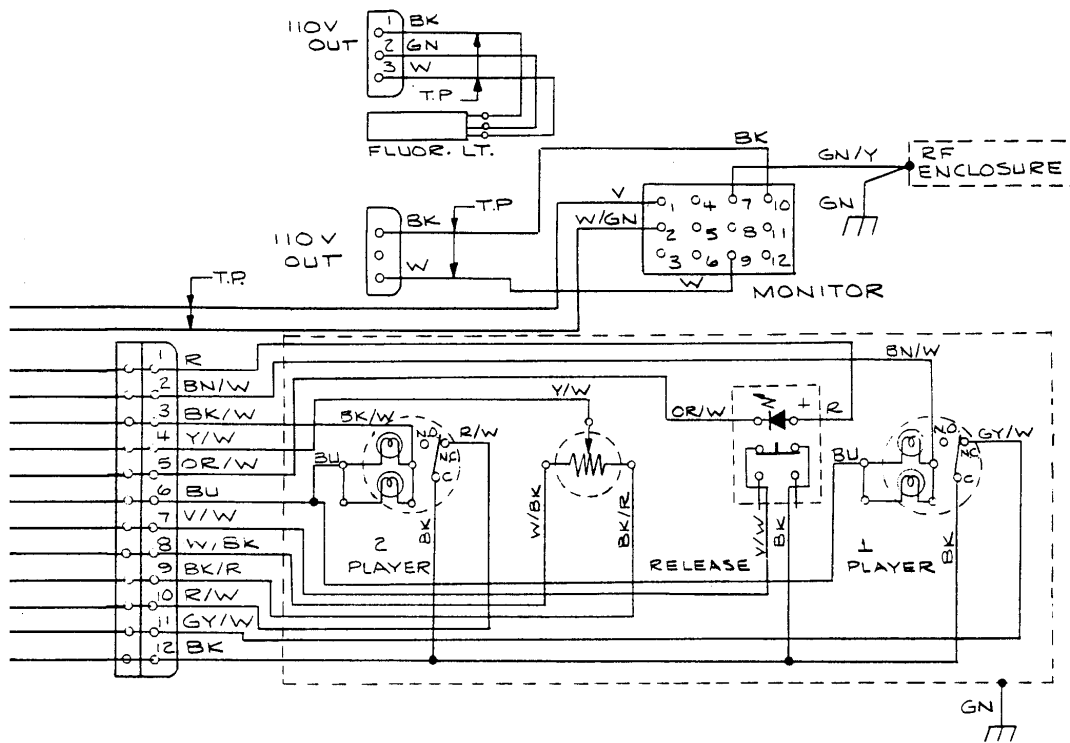 110V OUT
1 BK
2 GN
3 W
T.P
FLUOR. LT.
BK
GN/Y
RF ENCLOSURE
GN
V
W/GN
1 4 7 10
2 5 8 11
3 6 9 12
MONITOR
110V OUT
BK
T.P
W
W
T.P.
1 R
2 BN/W
3 BK/W
4 Y/W
5 OR/W
6 BU
7 V/W
8 W/BK
9 BK/R
10 R/W
11 GY/W
12 BK
BK/W
N.O.
R/W
N.C.
C
BU
BK
2 PLAYER
Y/W
W/BK
BK/R
OR/W
+
R
V/W
BK
RELEASE
BN/W
N.O.
GY/W
N.C.
C
BU
BK
1 PLAYER
GN